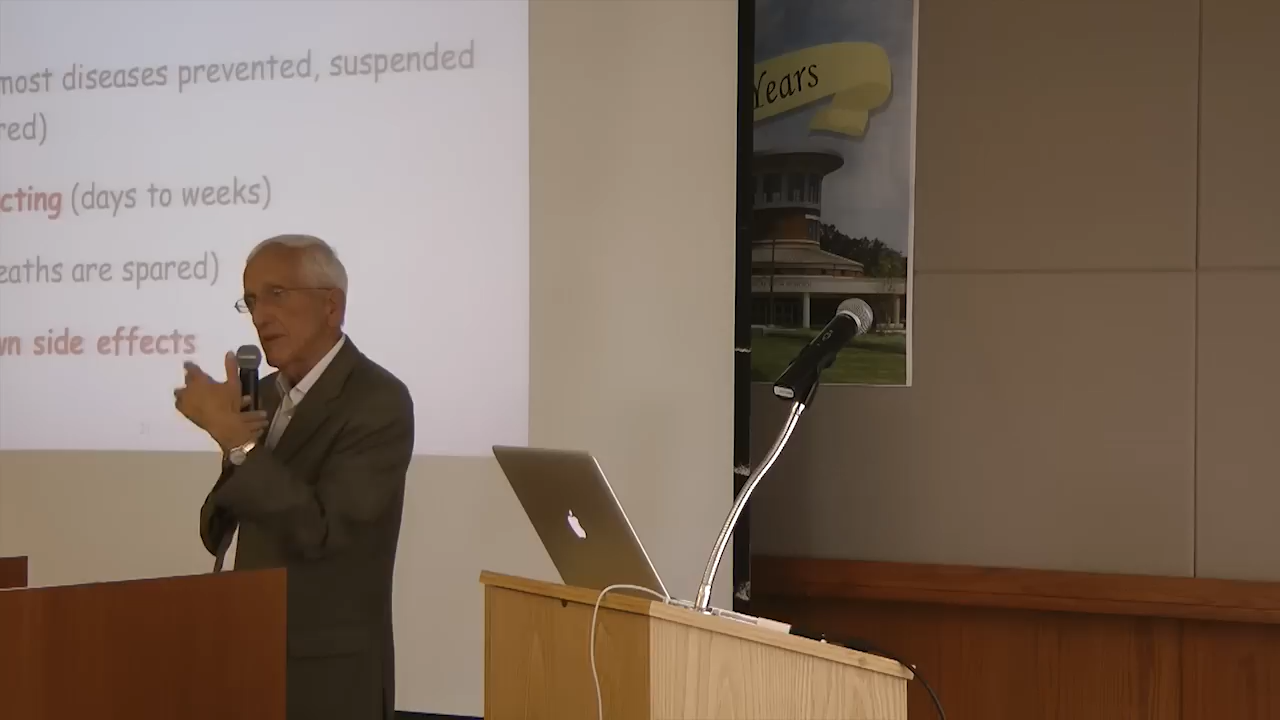 most diseases prevented, suspended
red)
cting (days to weeks)
eaths are spared)
wn side effects
Years